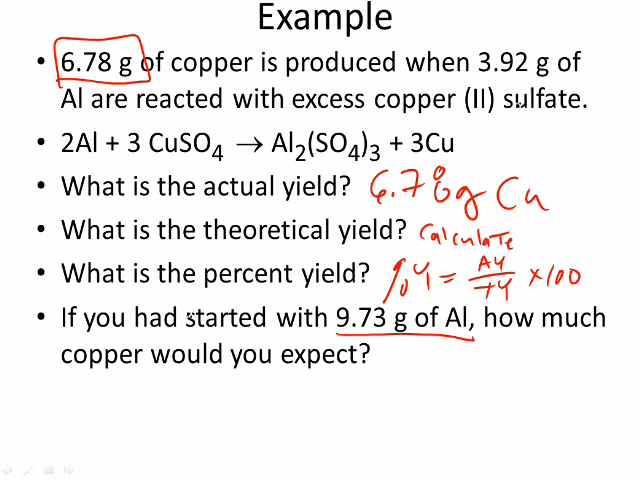 Example
• 6.78 g of copper is produced when 3.92 g of
Al are reacted with excess copper (II) sulfate.
• 2Al + 3 CuSO₄ → Al₂(SO₄)₃ + 3Cu
• What is the actual yield? 6.78g Cu
• What is the theoretical yield? Calculate
• What is the percent yield? %Y = AY/TY × 100
• If you had started with 9.73 g of Al, how much
copper would you expect?